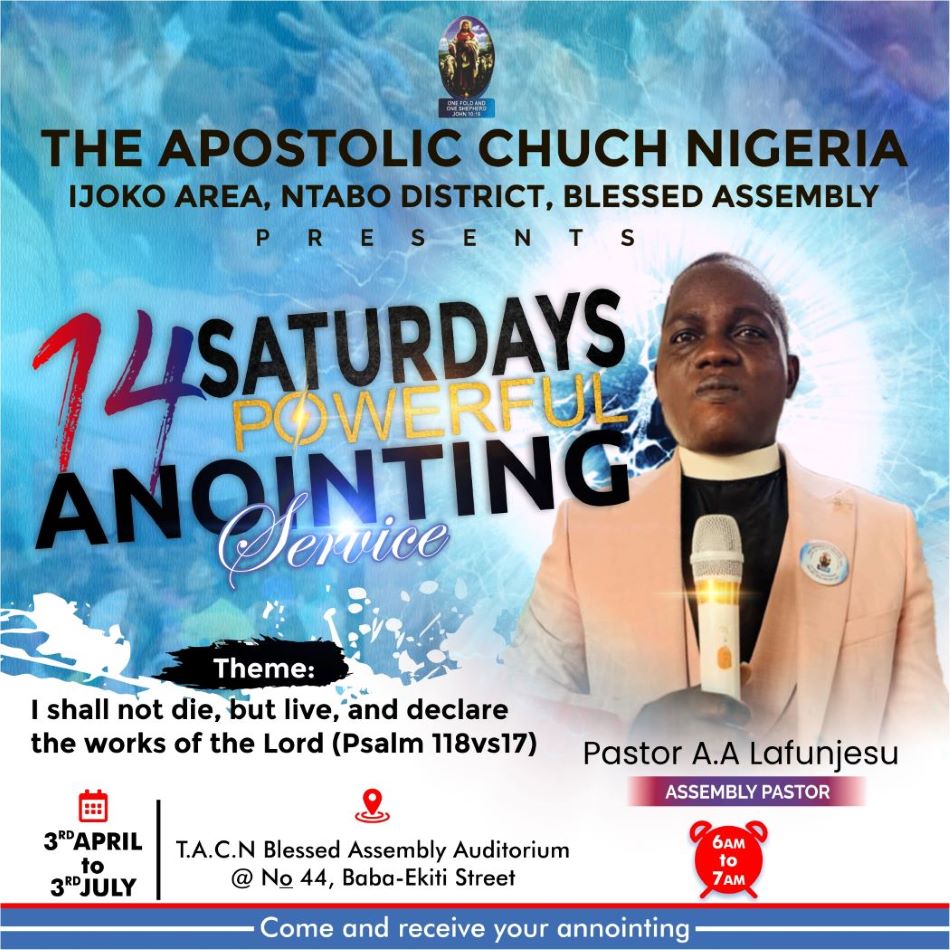 ONE FOLD AND
ONE SHEPHERD
JOHN 10:16
THE APOSTOLIC CHUCH NIGERIA
IJOKO AREA, NTABO DISTRICT, BLESSED ASSEMBLY
PRESENTS
14 SATURDAYS
POWERFUL
ANOINTING
Service
Theme:
I shall not die, but live, and declare
the works of the Lord (Psalm 118vs17)
Pastor A.A Lafunjesu
ASSEMBLY PASTOR
3RD APRIL
to
3RD JULY
T.A.C.N Blessed Assembly Auditorium
@ No 44, Baba-Ekiti Street
6AM
to
7AM
Come and receive your annointing